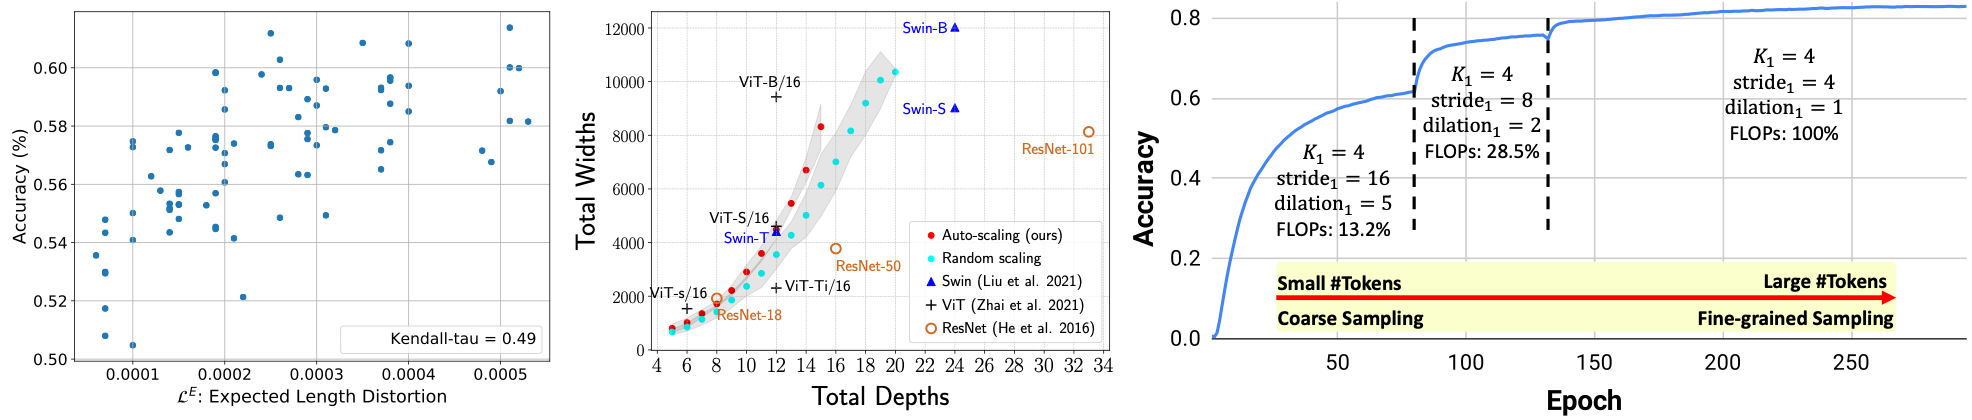 Accuracy (%)
0.60
0.58
0.56
0.54
0.52
0.50
Kendall-tau = 0.49
0.0001
0.0002
0.0003
0.0004
0.0005
ℒᴱ: Expected Length Distortion
Total Widths
12000
10000
8000
6000
4000
2000
0
Swin-B
ViT-B/16
Swin-S
ResNet-101
ViT-S/16
Swin-T
ResNet-50
ViT-Ti/16
ViT-s/16
ResNet-18
Auto-scaling (ours)
Random scaling
Swin (Liu et al. 2021)
ViT (Zhai et al. 2021)
ResNet (He et al. 2016)
4 6 8 10 12 14 16 18 20 22 24 26 28 30 32 34
Total Depths
Accuracy
0.8
0.6
0.4
0.2
0.0
K₁ = 4
stride₁ = 16
dilation₁ = 5
FLOPs: 13.2%
K₁ = 4
stride₁ = 8
dilation₁ = 2
FLOPs: 28.5%
K₁ = 4
stride₁ = 4
dilation₁ = 1
FLOPs: 100%
Small #Tokens
Large #Tokens
Coarse Sampling
Fine-grained Sampling
50
100
150
200
250
Epoch